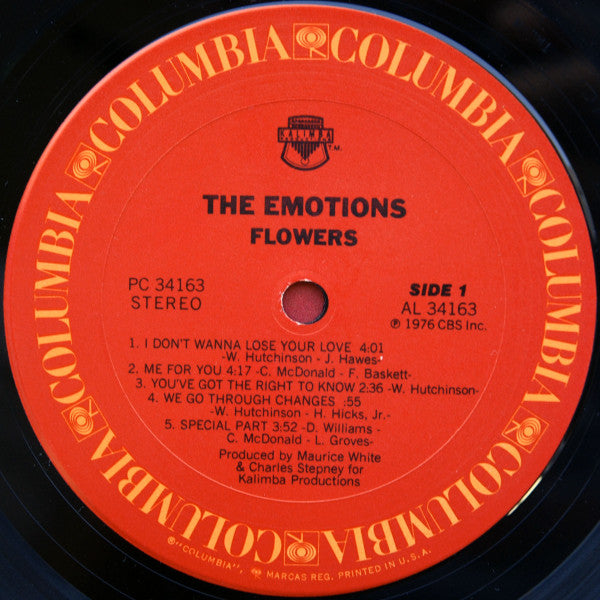 COLUMBIA COLUMBIA COLUMBIA COLUMBIA COLUMBIA COLUMBIA
KALIMBA
T.M.
THE EMOTIONS
FLOWERS
PC 34163
STEREO
SIDE 1
AL 34163
℗ 1976 CBS Inc.
1. I DON'T WANNA LOSE YOUR LOVE 4:01
-W. Hutchinson - J. Hawes-
2. ME FOR YOU 4:17 -C. McDonald - F. Baskett-
3. YOU'VE GOT THE RIGHT TO KNOW 2:36 -W. Hutchinson-
4. WE GO THROUGH CHANGES :55
-W. Hutchinson - H. Hicks, Jr.-
5. SPECIAL PART 3:52 -D. Williams -
C. McDonald - L. Groves-
Produced by Maurice White
& Charles Stepney for
Kalimba Productions
®"COLUMBIA", MARCAS REG. PRINTED IN U.S.A.